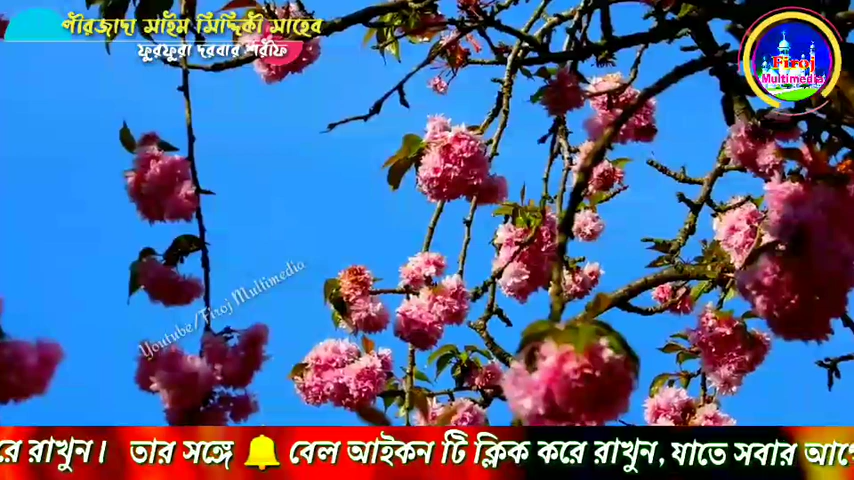 পীরজাদা সাইম সিদ্দিকী সাহেব
ফুরফুরা দরবার শরীফ
Firoj
Multimedia
Youtube/Firoj Multimedia
রে রাখুন। তার সঙ্গে 🔔 বেল আইকন টি ক্লিক করে রাখুন, যাতে সবার আগে